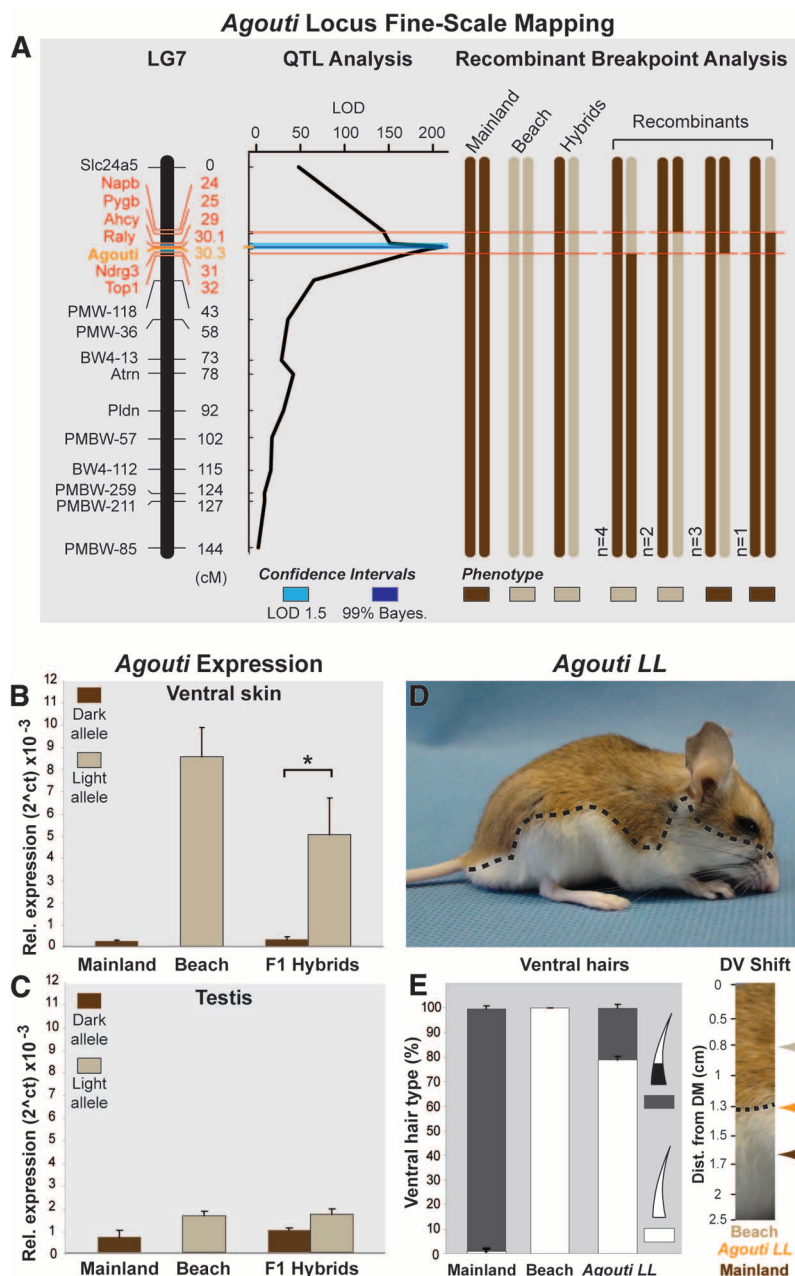 Agouti Locus Fine-Scale Mapping
A
LG7
QTL Analysis
Recombinant Breakpoint Analysis
LOD
0 50 100 150 200
Mainland
Beach
Hybrids
Recombinants
Slc24a5 0
Napb 24
Pygb 25
Ahcy 29
Raly 30.1
Agouti 30.3
Ndrg3 31
Top1 32
PMW-118 43
PMW-36 58
BW4-13 73
Atrn 78
Pldn 92
PMBW-57 102
BW4-112 115
PMBW-259 124
PMBW-211 127
PMBW-85 144
(cM)
n=4
n=2
n=3
n=1
Confidence Intervals
LOD 1.5
99% Bayes.
Phenotype
Agouti Expression
B
Ventral skin
Rel. expression (2^ct) x10-3
12
11
10
9
8
7
6
5
4
3
2
1
0
Dark
allele
Light
allele
*
Mainland Beach F1 Hybrids
C
Testis
Rel. expression (2^ct) x10-3
12
11
10
9
8
7
6
5
4
3
2
1
0
Dark
allele
Light
allele
Mainland Beach F1 Hybrids
Agouti LL
D
E
Ventral hairs
Ventral hair type (%)
100
90
80
70
60
50
40
30
20
10
0
Mainland Beach Agouti LL
DV Shift
Dist. from DM (cm)
0
0.5
0.8
1
1.3
1.5
1.7
2
2.5
Beach
Agouti LL
Mainland